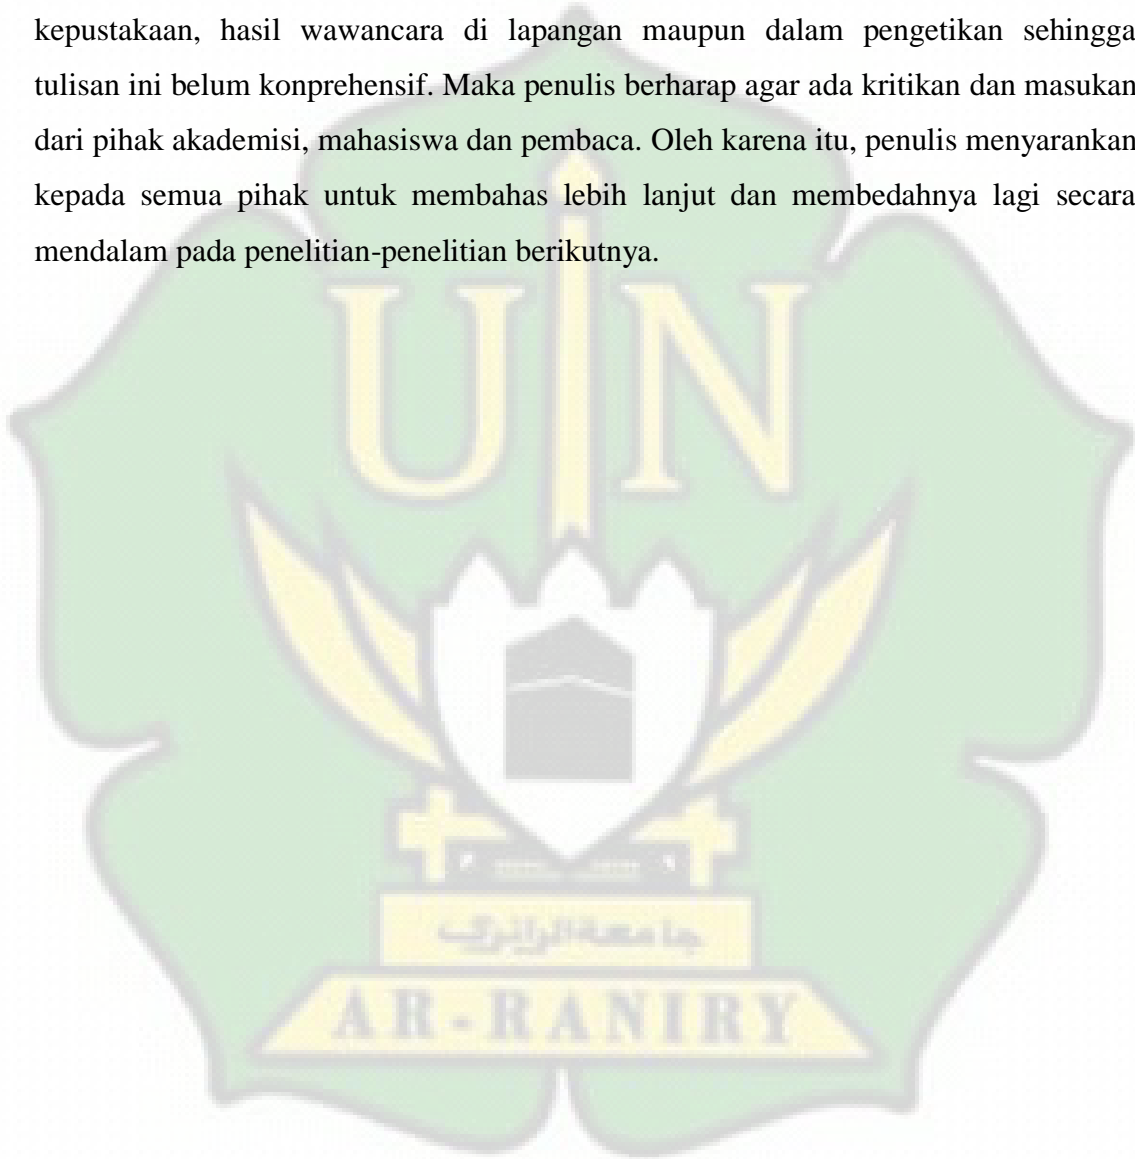 kepustakaan, hasil wawancara di lapangan maupun dalam pengetikan sehingga
tulisan ini belum konprehensif. Maka penulis berharap agar ada kritikan dan masukan
dari pihak akademisi, mahasiswa dan pembaca. Oleh karena itu, penulis menyarankan
kepada semua pihak untuk membahas lebih lanjut dan membedahnya lagi secara
mendalam pada penelitian-penelitian berikutnya.
UIN
جامعة الرانري
AR-RANIRY